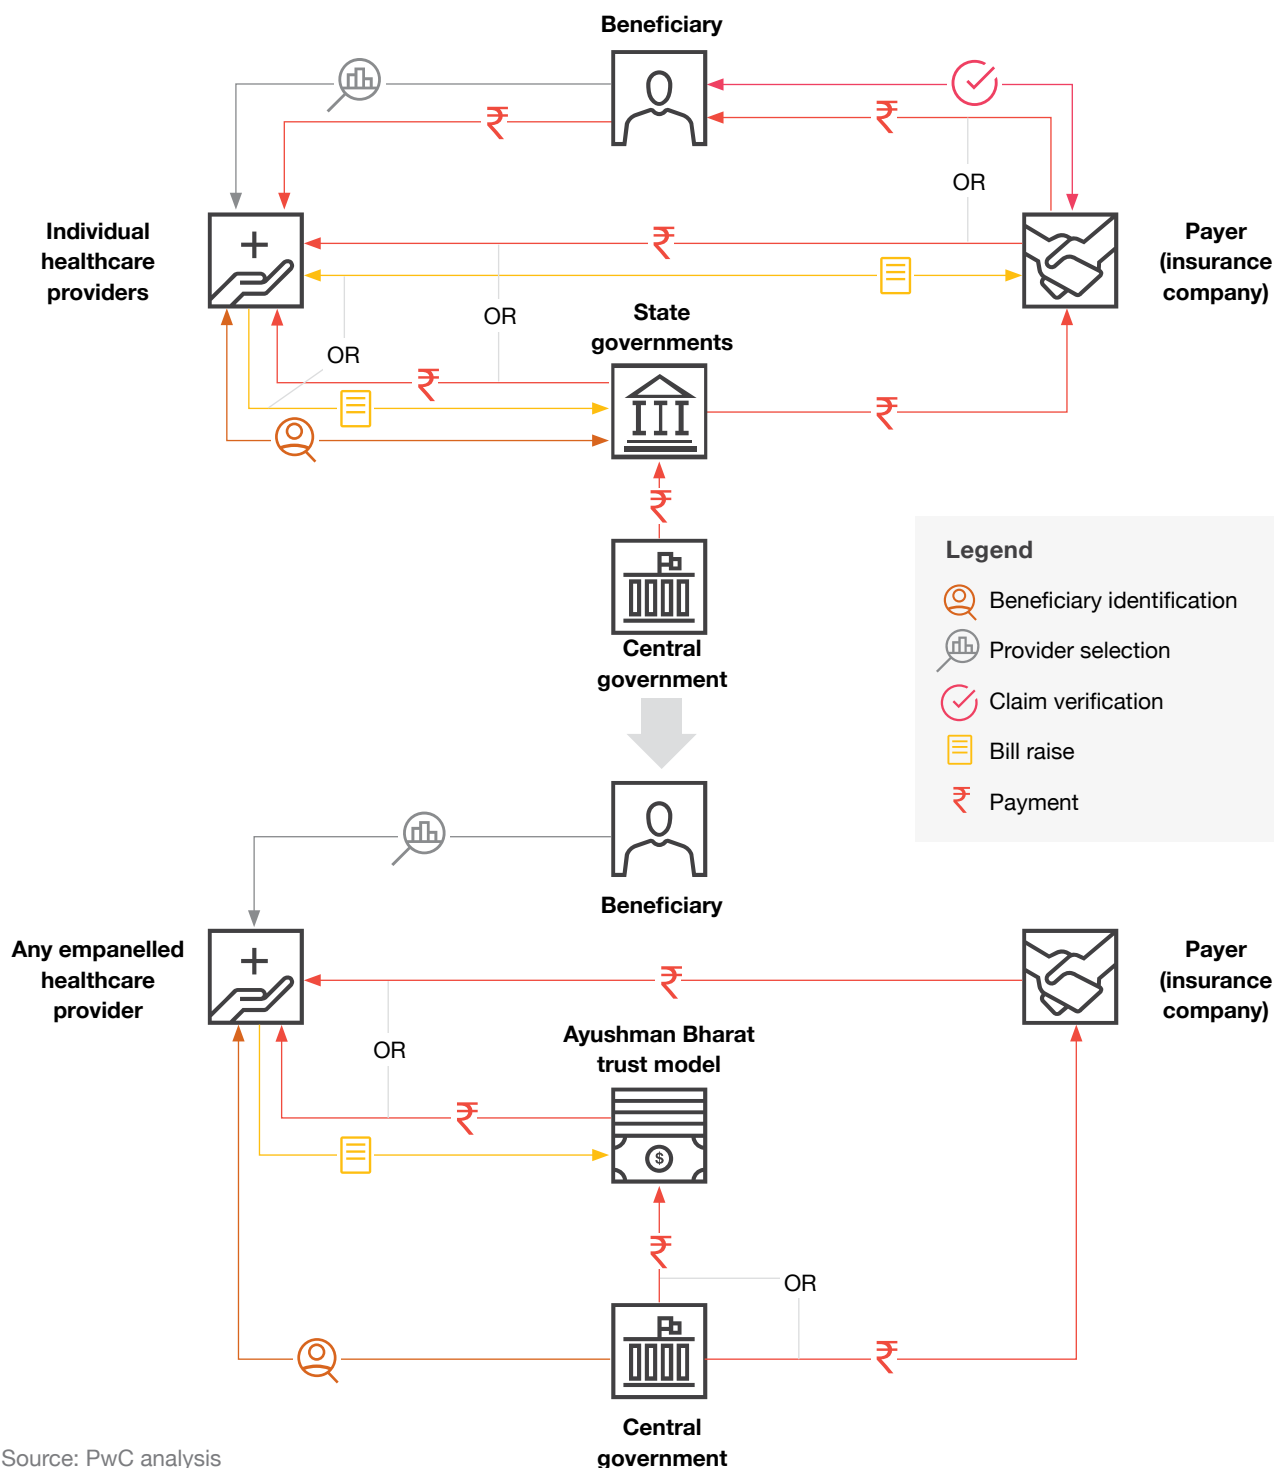 Beneficiary
₹
₹
OR
Individual
healthcare
providers
₹
Payer
(insurance
company)
OR
State
governments
OR
₹
₹
₹
Central
government
Legend
Beneficiary identification
Provider selection
Claim verification
Bill raise
₹ Payment
Beneficiary
Any empanelled
healthcare
provider
₹
Payer
(insurance
company)
OR
Ayushman Bharat
trust model
₹
$
₹
OR
₹
Central
government
Source: PwC analysis